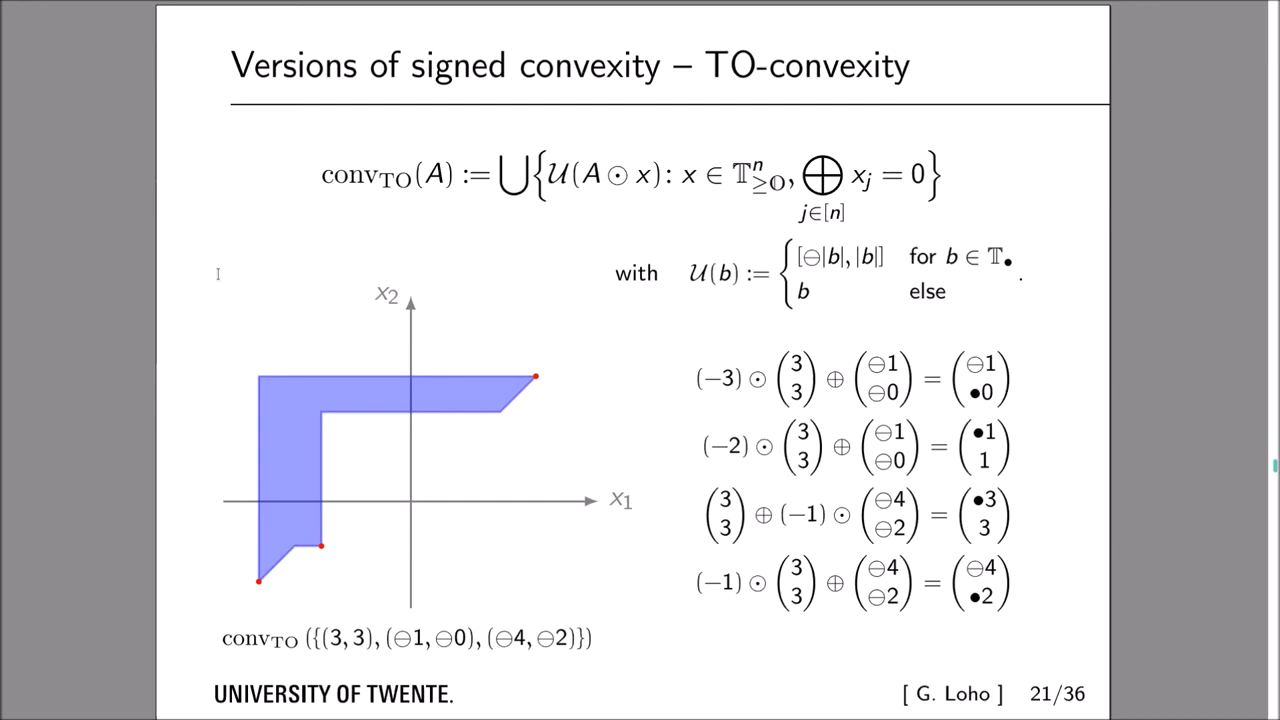 Versions of signed convexity – TO-convexity
conv_TO(A) := ⋃{𝒰(A ⊙ x): x ∈ 𝕋^n_{≥𝕆}, ⨁_{j∈[n]} x_j = 0}
with 𝒰(b) := { [⊖|b|, |b|] for b ∈ 𝕋_•
b else .
x₂
x₁
(−3) ⊙ (3 3) ⊕ (⊖1 ⊖0) = (⊖1 •0)
(−2) ⊙ (3 3) ⊕ (⊖1 ⊖0) = (•1 1)
(3 3) ⊕ (−1) ⊙ (⊖4 ⊖2) = (•3 3)
(−1) ⊙ (3 3) ⊕ (⊖4 ⊖2) = (⊖4 •2)
conv_TO ({(3, 3), (⊖1, ⊖0), (⊖4, ⊖2)})
UNIVERSITY OF TWENTE.
[ G. Loho ] 21/36